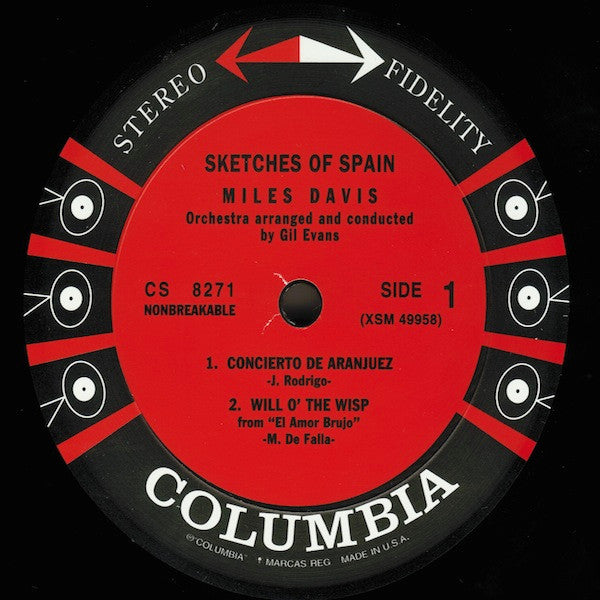 STEREO FIDELITY
SKETCHES OF SPAIN
MILES DAVIS
Orchestra arranged and conducted
by Gil Evans
CS 8271
NONBREAKABLE
SIDE 1
(XSM 49958)
1. CONCIERTO DE ARANJUEZ
-J. Rodrigo-
2. WILL O' THE WISP
from "El Amor Brujo"
-M. De Falla-
COLUMBIA
℗"COLUMBIA" MARCAS REG MADE IN U.S.A.